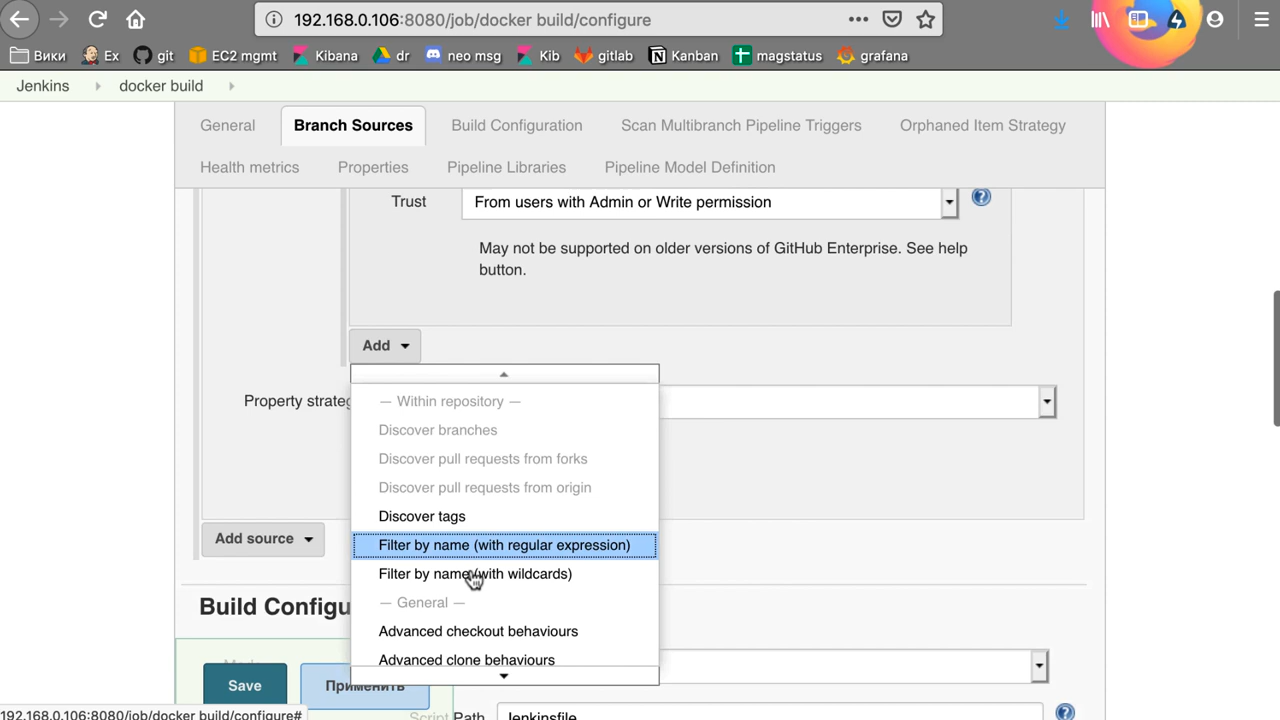 192.168.0.106:8080/job/docker build/configure
Вики Ex git EC2 mgmt Kibana dr neo msg Kib gitlab Kanban magstatus grafana
Jenkins docker build
General Branch Sources Build Configuration Scan Multibranch Pipeline Triggers Orphaned Item Strategy
Health metrics Properties Pipeline Libraries Pipeline Model Definition
Trust From users with Admin or Write permission
May not be supported on older versions of GitHub Enterprise. See help
button.
Add
Property strateg
— Within repository —
Discover branches
Discover pull requests from forks
Discover pull requests from origin
Discover tags
Filter by name (with regular expression)
Filter by name (with wildcards)
— General —
Advanced checkout behaviours
Advanced clone behaviours
Add source
Build Configu
Mode
Save Применить
Script Path Jenkinsfile
192.168.0.106:8080/job/docker build/configure#